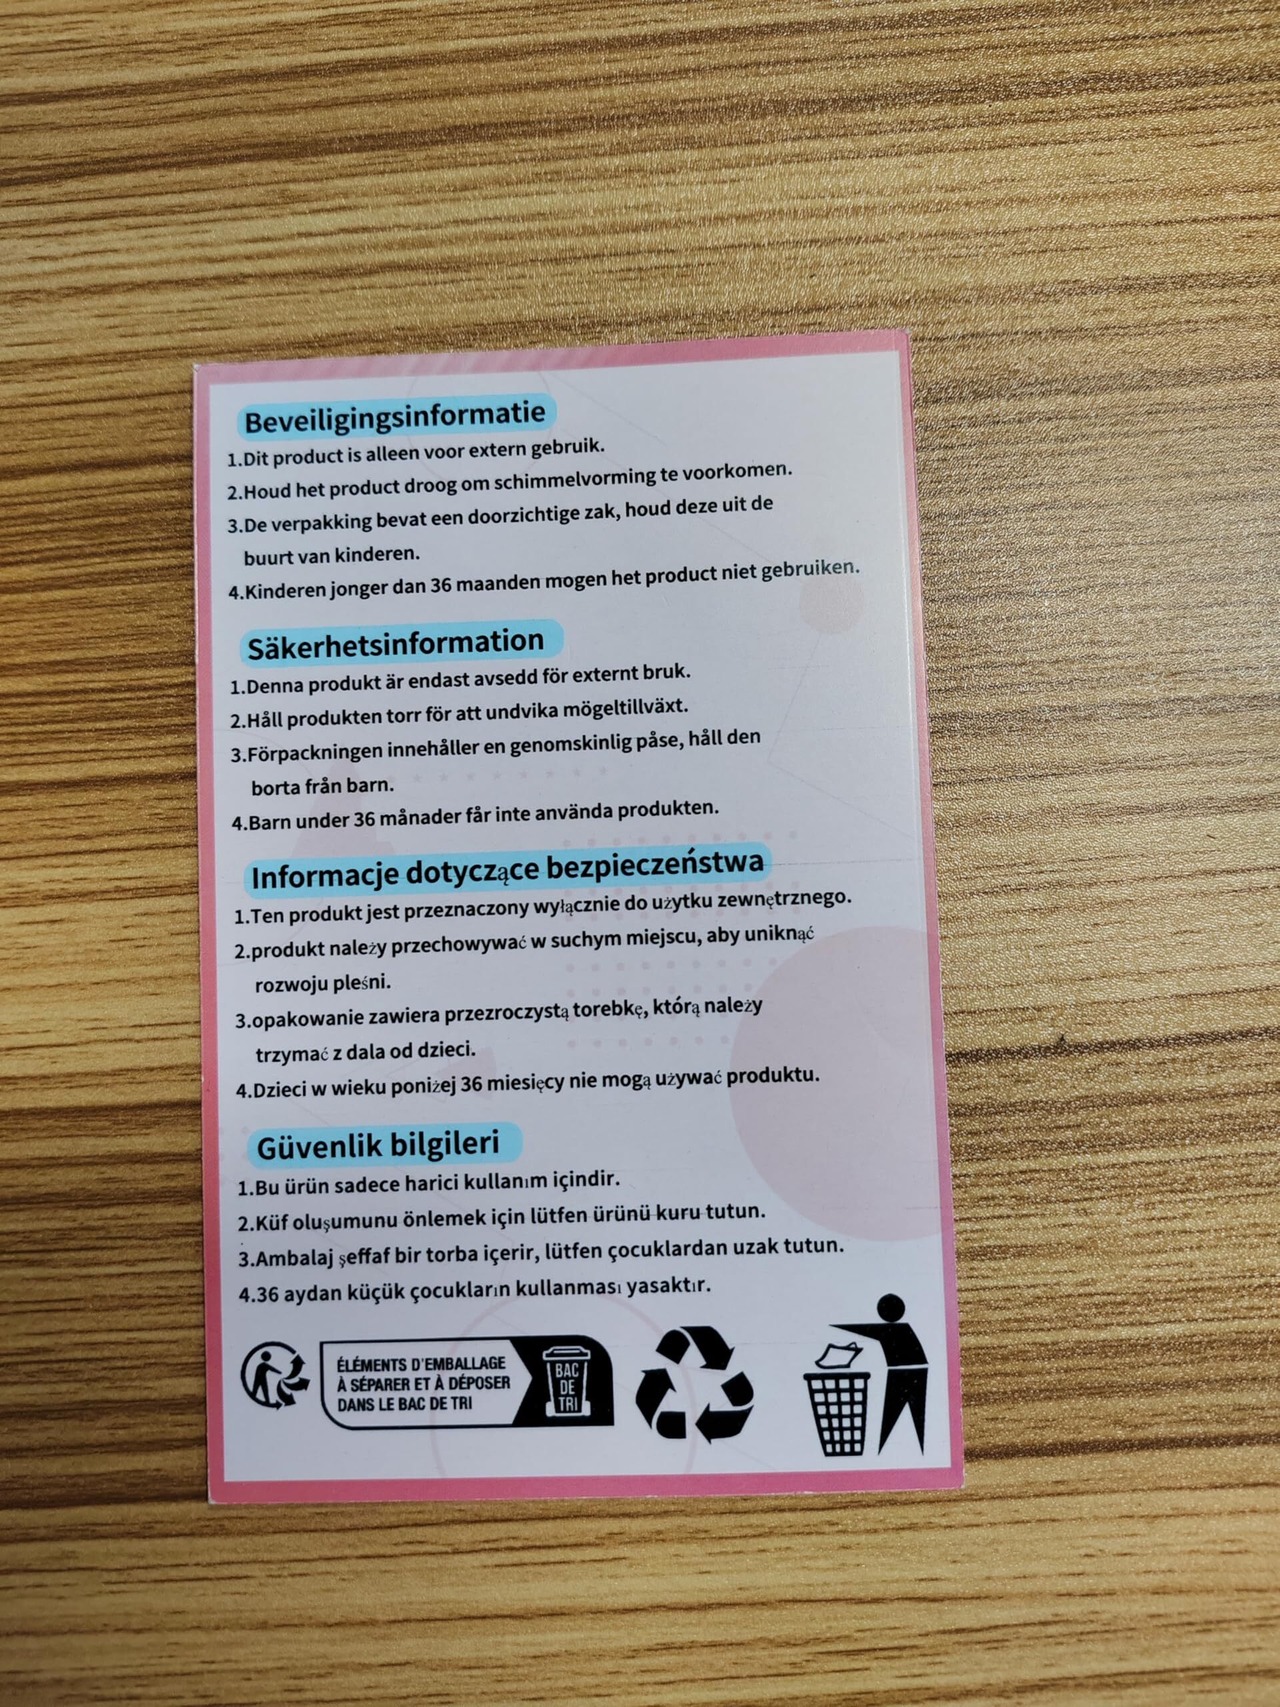 Beveiligingsinformatie
1.Dit product is alleen voor extern gebruik.
2.Houd het product droog om schimmelvorming te voorkomen.
3.De verpakking bevat een doorzichtige zak, houd deze uit de
buurt van kinderen.
4.Kinderen jonger dan 36 maanden mogen het product niet gebruiken.
Säkerhetsinformation
1.Denna produkt är endast avsedd för externt bruk.
2.Håll produkten torr för att undvika mögeltillväxt.
3.Förpackningen innehåller en genomskinlig påse, håll den
borta från barn.
4.Barn under 36 månader får inte använda produkten.
Informacje dotyczące bezpieczeństwa
1.Ten produkt jest przeznaczony wyłącznie do użytku zewnętrznego.
2.produkt należy przechowywać w suchym miejscu, aby uniknąć
rozwoju pleśni.
3.opakowanie zawiera przezroczystą torebkę, którą należy
trzymać z dala od dzieci.
4.Dzieci w wieku poniżej 36 miesięcy nie mogą używać produktu.
Güvenlik bilgileri
1.Bu ürün sadece harici kullanım içindir.
2.Küf oluşumunu önlemek için lütfen ürünü kuru tutun.
3.Ambalaj şeffaf bir torba içerir, lütfen çocuklardan uzak tutun.
4.36 aydan küçük çocukların kullanması yasaktır.
ÉLÉMENTS D'EMBALLAGE
À SÉPARER ET À DÉPOSER
DANS LE BAC DE TRI
BAC
DE
TRI